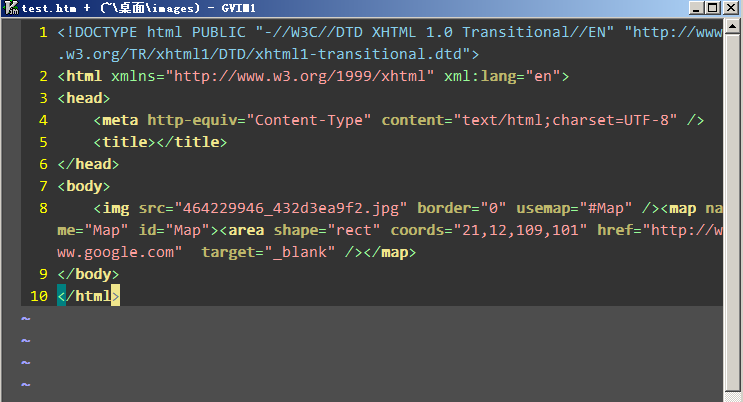 test.htm + (~\桌面\images) - GVIM1
1 <!DOCTYPE html PUBLIC "-//W3C//DTD XHTML 1.0 Transitional//EN" "http://www
.w3.org/TR/xhtml1/DTD/xhtml1-transitional.dtd">
2 <html xmlns="http://www.w3.org/1999/xhtml" xml:lang="en">
3 <head>
4     <meta http-equiv="Content-Type" content="text/html;charset=UTF-8" />
5     <title></title>
6 </head>
7 <body>
8     <img src="464229946_432d3ea9f2.jpg" border="0" usemap="#Map" /><map na
me="Map" id="Map"><area shape="rect" coords="21,12,109,101" href="http://w
ww.google.com"  target="_blank" /></map>
9 </body>
10 </html>
~
~
~
~